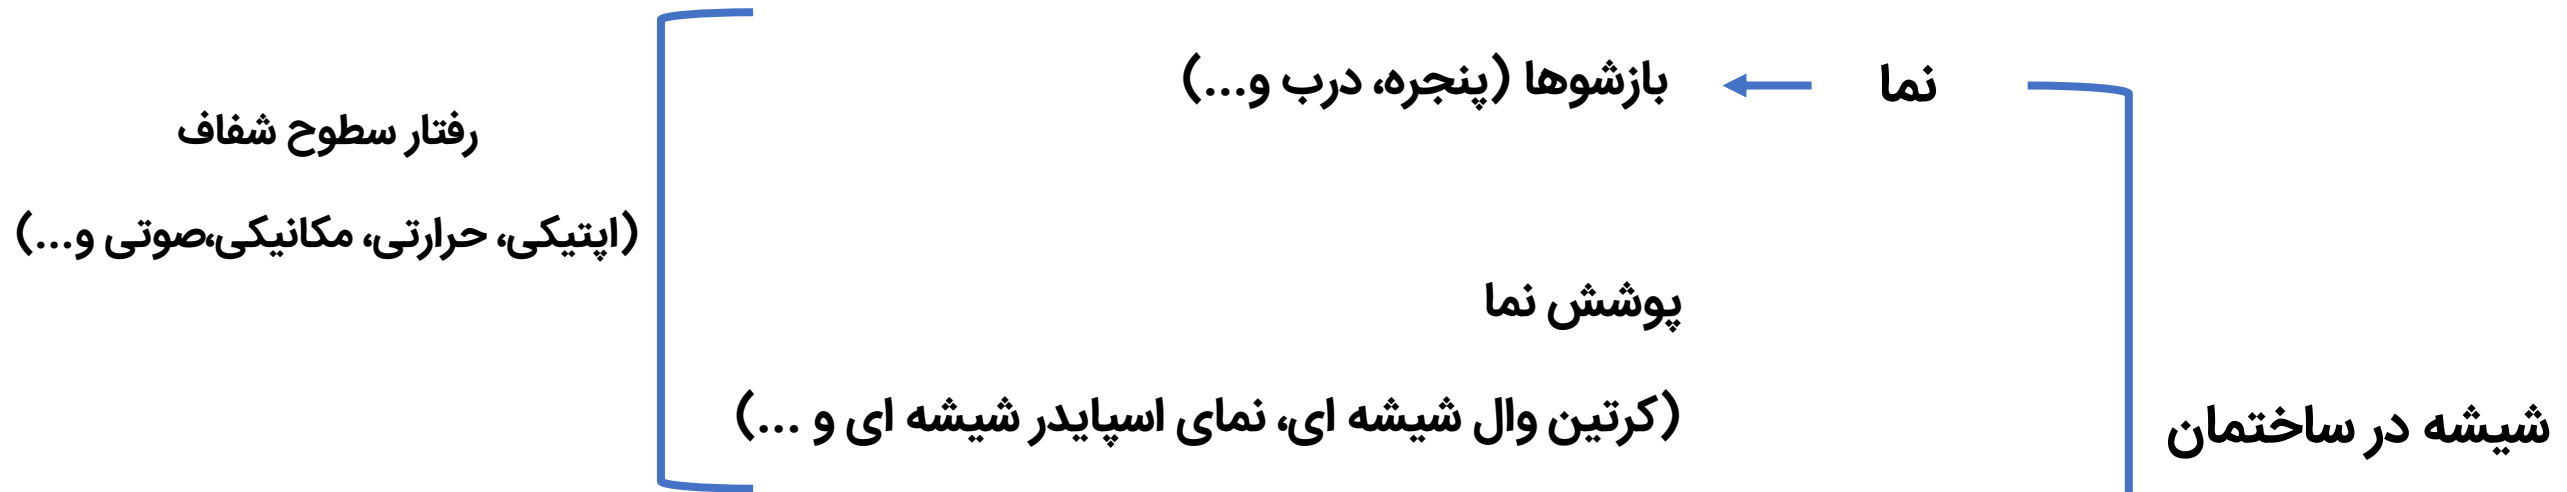 شیشه در ساختمان
نما
بازشوها (پنجره، درب و...)
پوشش نما
(کرتین وال شیشه ای، نمای اسپایدر شیشه ای و ...)
رفتار سطوح شفاف
(اپتیکی، حرارتی، مکانیکی،صوتی و...)